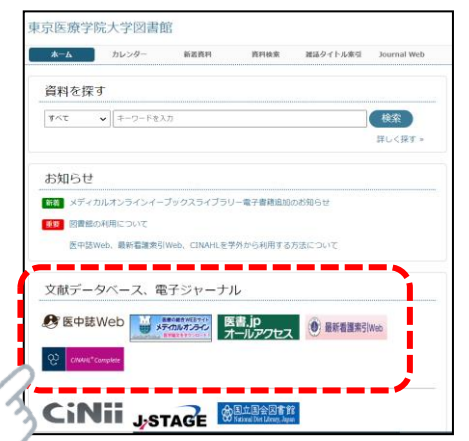 東京医療学院大学図書館
ホーム カレンダー 新着資料 資料検索 雑誌タイトル索引 Journal Web
資料を探す
すべて キーワードを入力 検索
詳しく探す »
お知らせ
新着 メディカルオンラインイーブックスライブラリー電子書籍追加のお知らせ
重要 図書館の利用について
医中誌Web、最新看護索引Web、CINAHLを学外から利用する方法について
文献データベース、電子ジャーナル
医中誌Web メディカルオンライン 医書.jp オールアクセス 最新看護索引Web
CINAHL® Complete
CiNii J-STAGE 国立国会図書館 National Diet Library, Japan